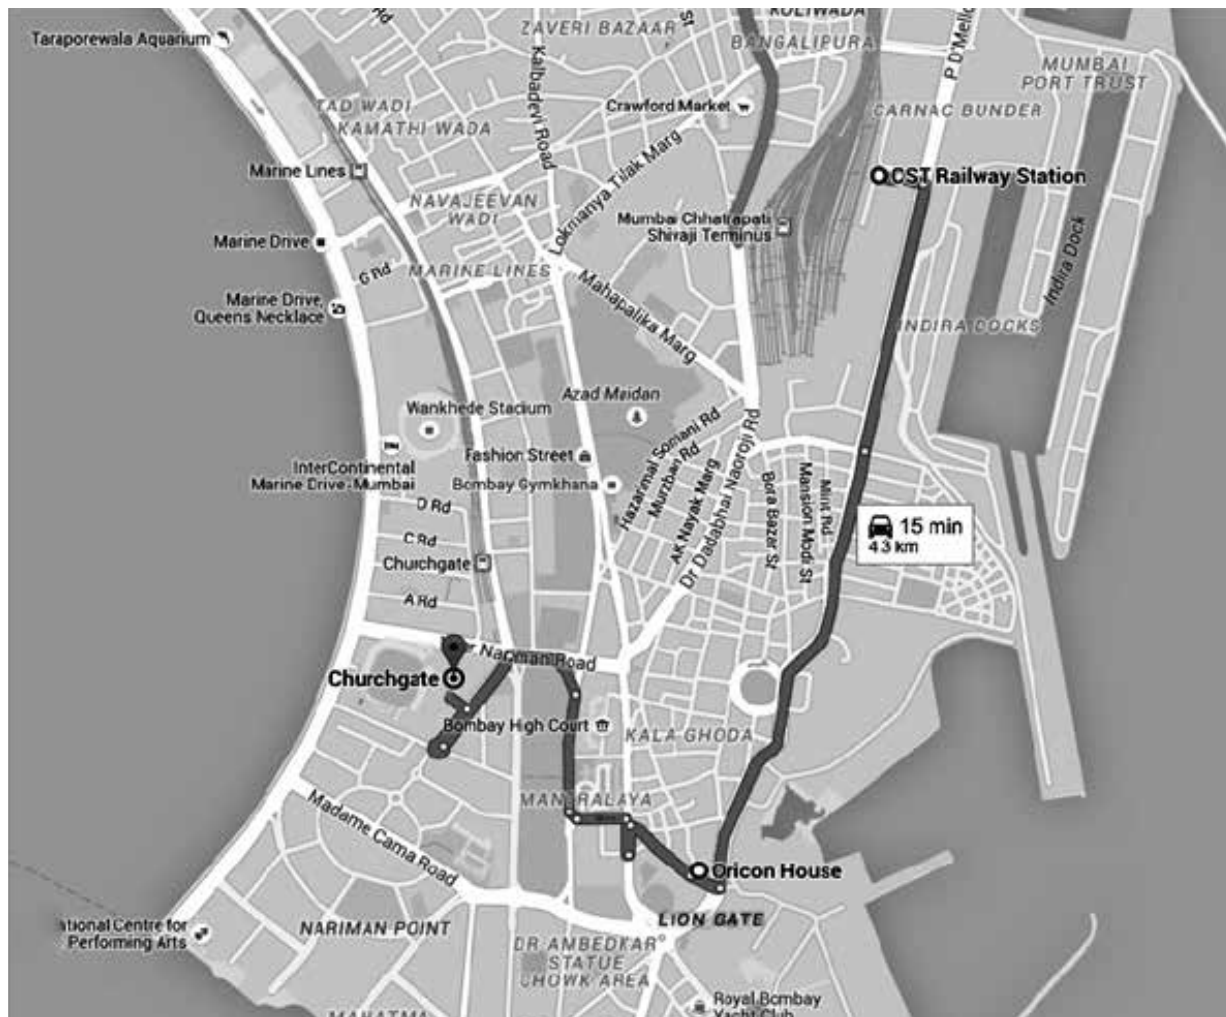 ZAVERI BAZAAR
St
KOLIWADA
Taraporewala Aquarium
BANGALIPURA
P D'Mello
MUMBAI
PORT TRUST
TAD WADI
KAMATHI WADA
Kalbadevi Road
Crawford Market
CARNAC BUNDER
Marine Lines
Lokmanya Tilak Marg
CST Railway Station
NAVAJEEVAN
WADI
Mumbai Chhatrapati
Shivaji Terminus
Marine Drive
G Rd
MARINE LINES
Indira Dock
Marine Drive,
Queens Necklace
Mahapalika Marg
INDIRA DOCKS
Azad Maidan
Wankhede Stadium
Hazarimal Somani Rd
Murzban Rd
AK Nayak Marg
Dr Dadabhai Naoroji Rd
Bora Bazar St
Mansion Modi St
Mint Rd
Fashion Street
InterContinental
Marine Drive-Mumbai
Bombay Gymkhana
D Rd
15 min
4.3 km
C Rd
Churchgate
A Rd
Nariman Road
Churchgate
Bombay High Court
KALA GHODA
MANTRALAYA
Madame Cama Road
Oricon House
LION GATE
NARIMAN POINT
ational Centre for
Performing Arts
DR AMBEDKAR
STATUE
CHOWK AREA
Royal Bombay
Yacht Club